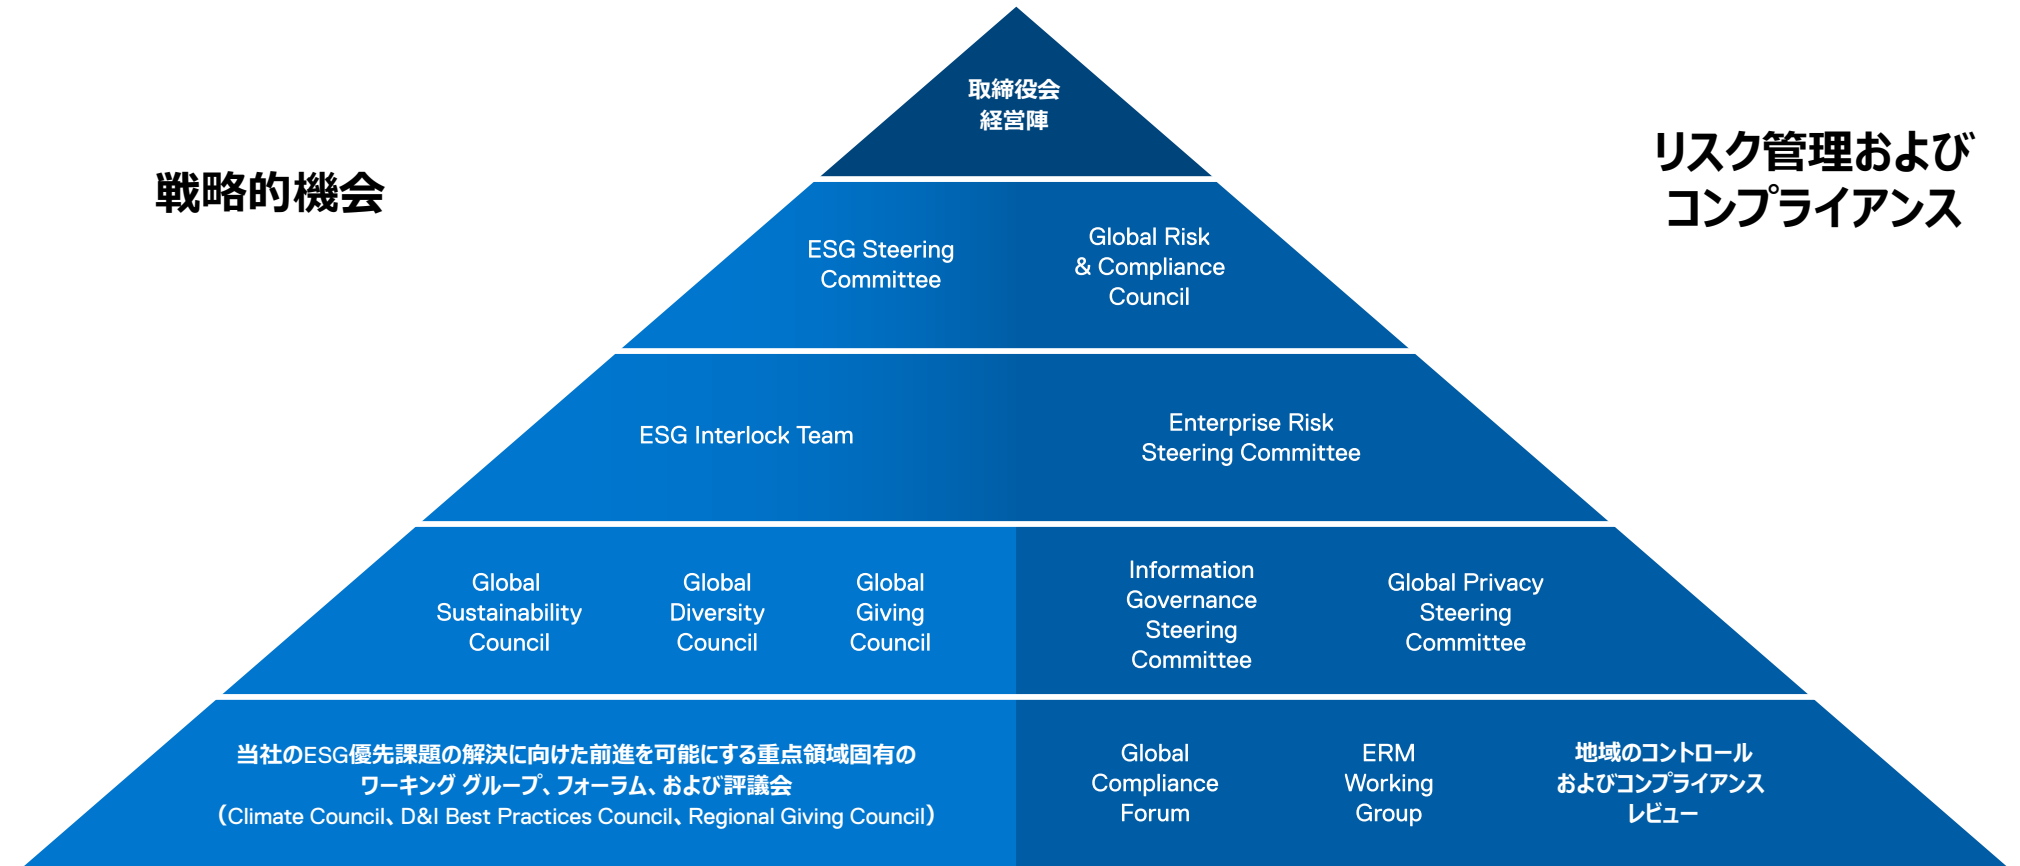 取締役会
経営陣
戦略的機会
リスク管理および
コンプライアンス
ESG Steering
Committee
Global Risk
& Compliance
Council
ESG Interlock Team
Enterprise Risk
Steering Committee
Global
Sustainability
Council
Global
Diversity
Council
Global
Giving
Council
Information
Governance
Steering
Committee
Global Privacy
Steering
Committee
当社のESG優先課題の解決に向けた前進を可能にする重点領域固有の
ワーキング グループ、フォーラム、および評議会
（Climate Council、D&I Best Practices Council、Regional Giving Council）
Global
Compliance
Forum
ERM
Working
Group
地域のコントロール
およびコンプライアンス
レビュー